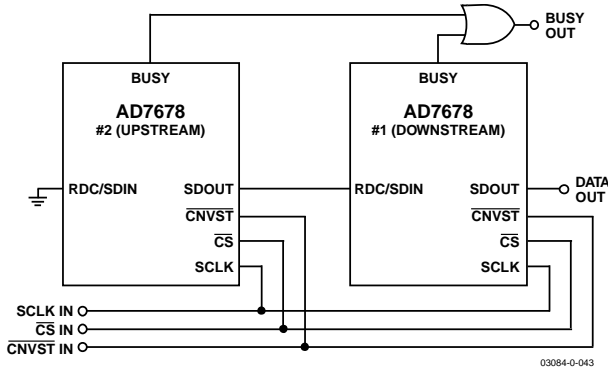 BUSY
OUT
BUSY
BUSY
AD7678
#2 (UPSTREAM)
AD7678
#1 (DOWNSTREAM)
RDC/SDIN
SDOUT
RDC/SDIN
SDOUT
DATA
OUT
CNVST
CNVST
CS
CS
SCLK
SCLK
SCLK IN
CS IN
CNVST IN
03084-0-043